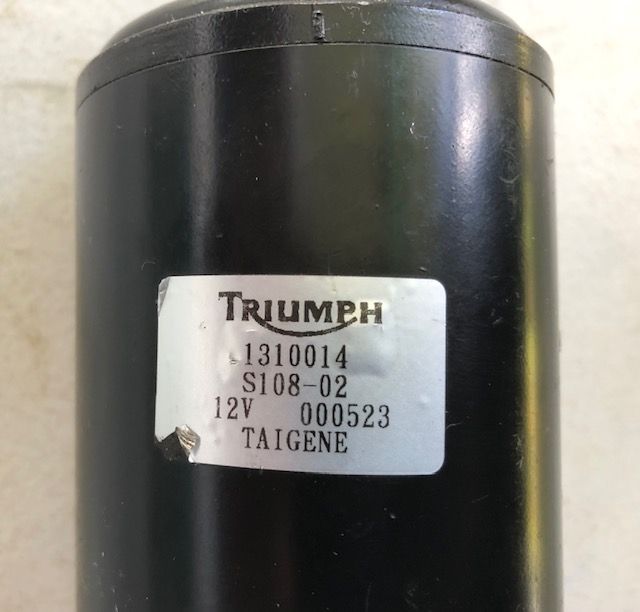 TRIUMPH
1310014
S108-02
12V 000523
TAIGENE